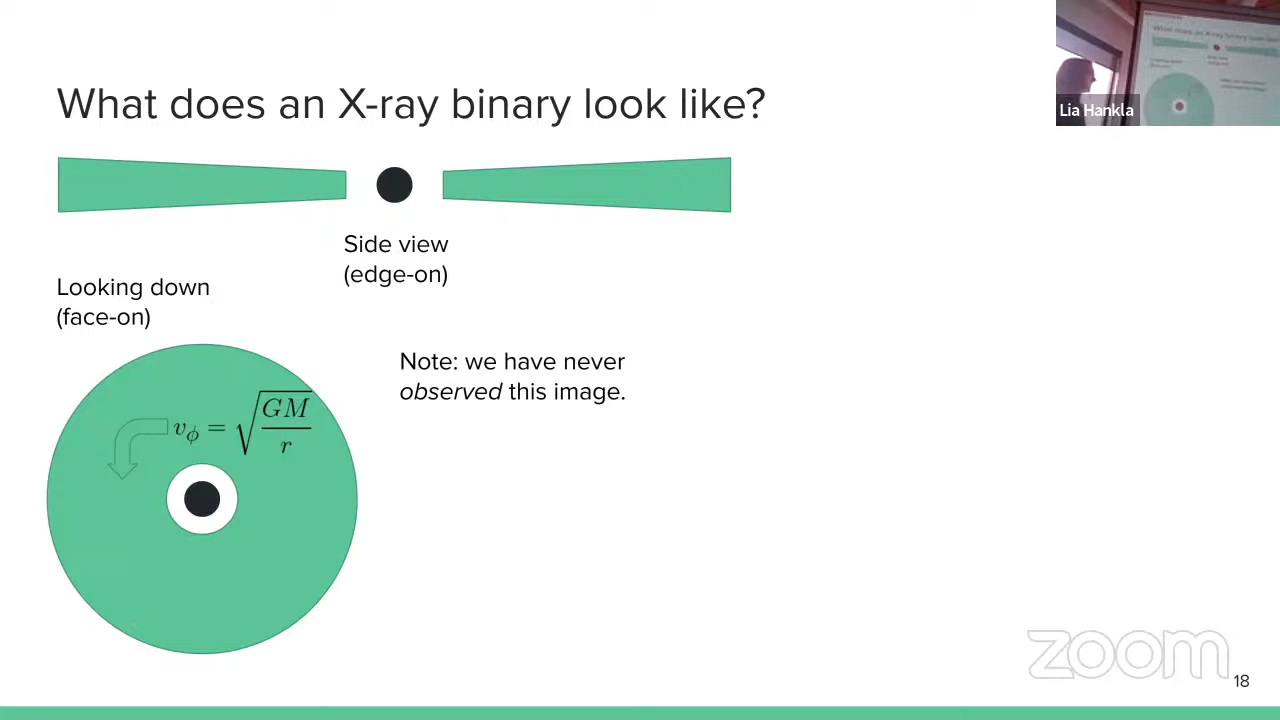 What does an X-ray binary look like?
Lia Hankla
Side view
(edge-on)
Looking down
(face-on)
Note: we have never
observed this image.
v_ϕ = √(GM/r)
zoom
18